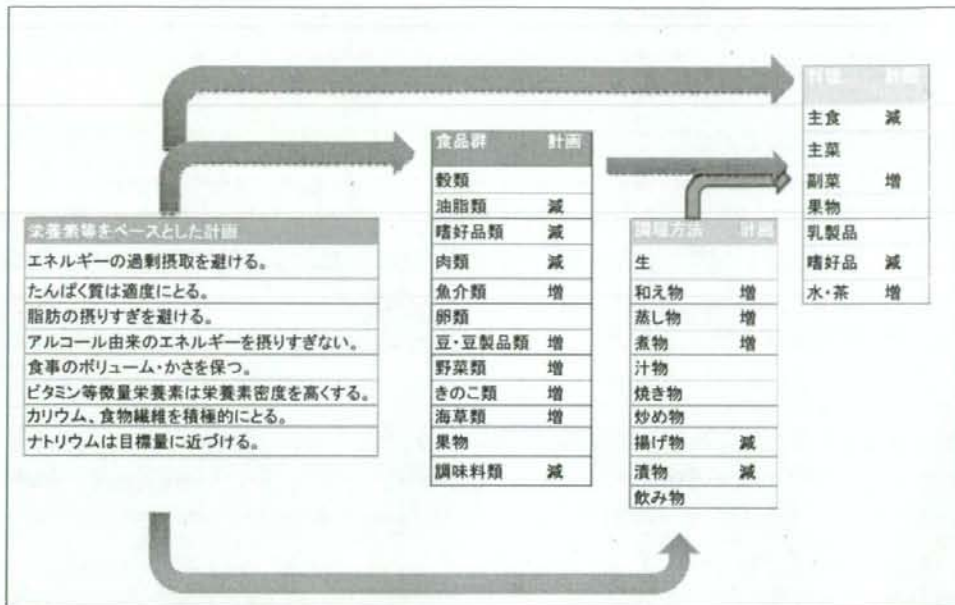 栄養素等をベースとした計画
エネルギーの過剰摂取を避ける。
たんぱく質は適度にとる。
脂肪の摂りすぎを避ける。
アルコール由来のエネルギーを摂りすぎない。
食事のボリューム・かさを保つ。
ビタミン等微量栄養素は栄養素密度を高くする。
カリウム、食物繊維を積極的にとる。
ナトリウムは目標量に近づける。
食品群 計画
穀類
油脂類 減
嗜好品類 減
肉類 減
魚介類 増
卵類
豆・豆製品類 増
野菜類 増
きのこ類 増
海草類 増
果物
調味料類 減
調理方法 計画
生
和え物 増
蒸し物 増
煮物 増
汁物
焼き物
炒め物
揚げ物 減
漬物 減
飲み物
計画
主食 減
主菜
副菜 増
果物
乳製品
嗜好品 減
水・茶 増